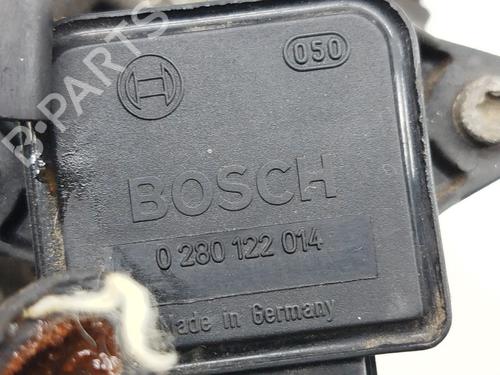 050
B-PARTS
BOSCH
0 280 122 014
Made in Germany